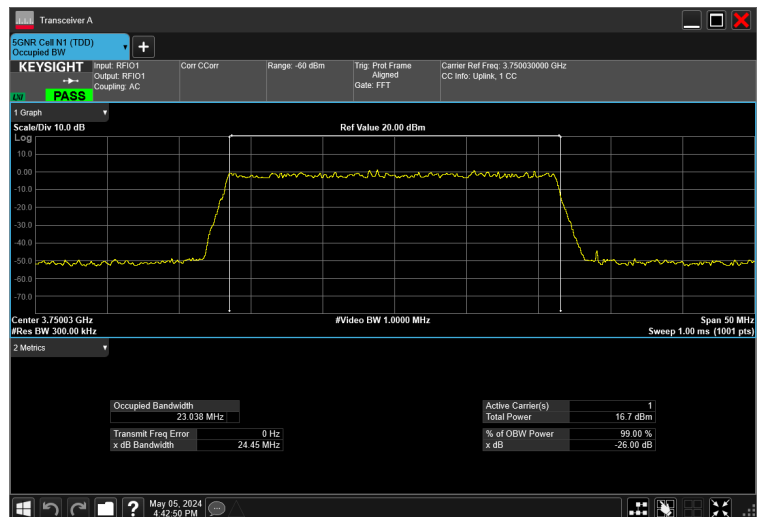 Transceiver A
5GNR Cell N1 (TDD)
Occupied BW
KEYSIGHT
Input: RFIO1
Output: RFIO1
Coupling: AC
Corr CCorr
Range: -60 dBm
Trig: Prot Frame
Aligned
Gate: FFT
Carrier Ref Freq: 3.750030000 GHz
CC Info: Uplink, 1 CC
LXI
PASS
1 Graph
Scale/Div 10.0 dB
Ref Value 20.00 dBm
Log
10.0
0.00
-10.0
-20.0
-30.0
-40.0
-50.0
-60.0
-70.0
Center 3.75003 GHz
#Video BW 1.0000 MHz
Span 50 MHz
#Res BW 300.00 kHz
Sweep 1.00 ms (1001 pts)
2 Metrics
Occupied Bandwidth
23.038 MHz
Transmit Freq Error 0 Hz
x dB Bandwidth 24.45 MHz
Active Carrier(s) 1
Total Power 16.7 dBm
% of OBW Power 99.00 %
x dB -26.00 dB
?
May 05, 2024
4:42:50 PM